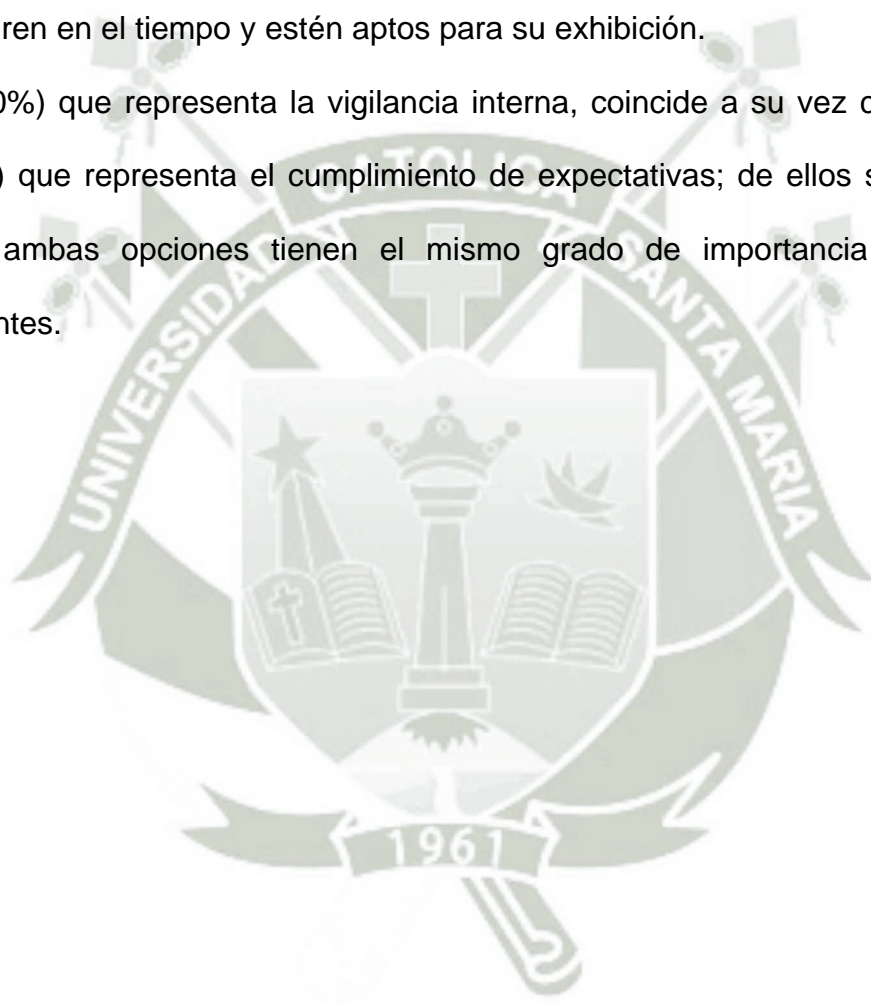 ren en el tiempo y estén aptos para su exhibición.
0%) que representa la vigilancia interna, coincide a su vez
) que representa el cumplimiento de expectativas; de ellos
ambas opciones tienen el mismo grado de importancia
ntes.
UNIVERSIDAD CATOLICA SANTA MARIA
1961